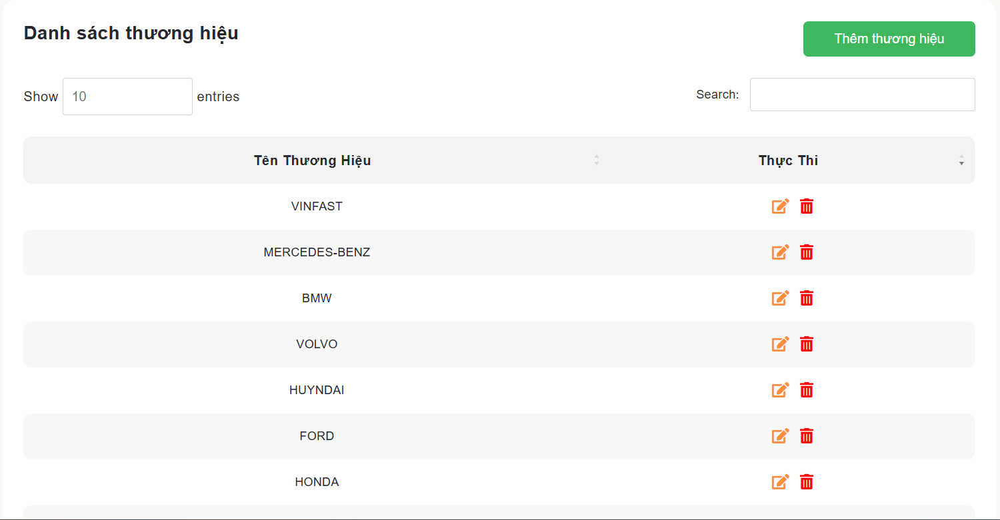 Danh sách thương hiệu
Thêm thương hiệu
Show 10 entries
Search:
Tên Thương Hiệu Thực Thi
VINFAST
MERCEDES-BENZ
BMW
VOLVO
HUYNDAI
FORD
HONDA